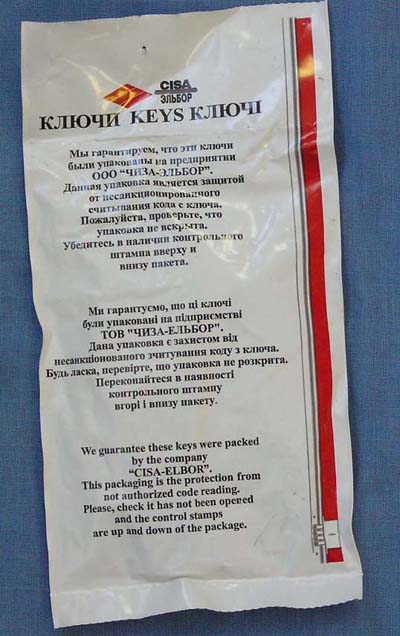 CISA
ЭЛЬБОР
КЛЮЧИ KEYS КЛЮЧІ
Мы гарантируем, что эти ключи
были упакованы на предприятии
ООО "ЧИЗА-ЭЛЬБОР".
Данная упаковка является защитой
от несанкционированного
считывания кода с ключа.
Пожалуйста, проверьте, что
упаковка не вскрыта.
Убедитесь в наличии контрольного
штампа вверху и
внизу пакета.
Ми гарантуємо, що ці ключі
були упаковані на підприємстві
ТОВ "ЧИЗА-ЕЛЬБОР".
Дана упаковка є захистом від
несанкціонованого зчитування коду з ключа.
Будь ласка, перевірте, що упаковка не розкрита.
Переконайтеся в наявності
контрольного штампу
вгорі і внизу пакету.
We guarantee these keys were packed
by the company
“CISA-ELBOR”.
This packaging is the protection from
not authorized code reading.
Please, check it has not been opened
and the control stamps
are up and down of the package.